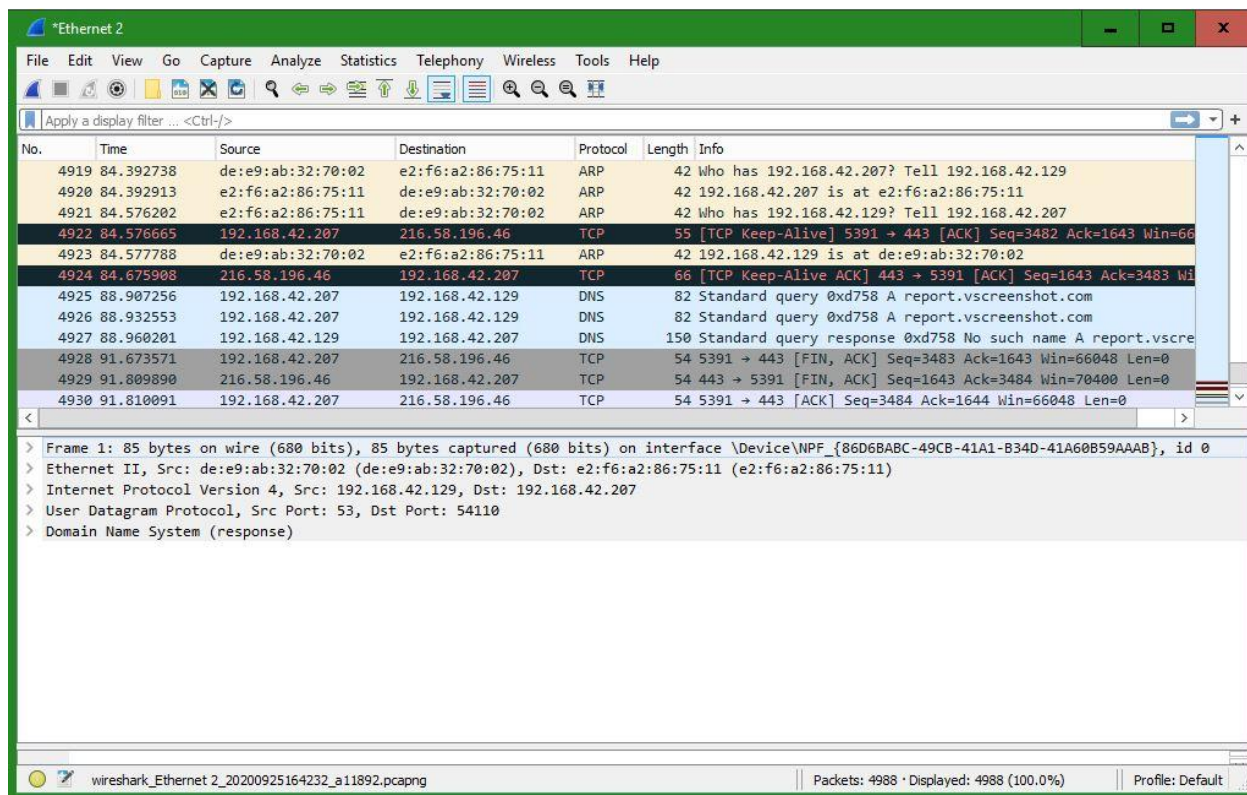 *Ethernet 2
File Edit View Go Capture Analyze Statistics Telephony Wireless Tools Help
Apply a display filter ... <Ctrl-/>
No. Time Source Destination Protocol Length Info
4919 84.392738 de:e9:ab:32:70:02 e2:f6:a2:86:75:11 ARP 42 Who has 192.168.42.207? Tell 192.168.42.129
4920 84.392913 e2:f6:a2:86:75:11 de:e9:ab:32:70:02 ARP 42 192.168.42.207 is at e2:f6:a2:86:75:11
4921 84.576202 e2:f6:a2:86:75:11 de:e9:ab:32:70:02 ARP 42 Who has 192.168.42.129? Tell 192.168.42.207
4922 84.576665 192.168.42.207 216.58.196.46 TCP 55 [TCP Keep-Alive] 5391 → 443 [ACK] Seq=3482 Ack=1643 Win=66
4923 84.577788 de:e9:ab:32:70:02 e2:f6:a2:86:75:11 ARP 42 192.168.42.129 is at de:e9:ab:32:70:02
4924 84.675908 216.58.196.46 192.168.42.207 TCP 66 [TCP Keep-Alive ACK] 443 → 5391 [ACK] Seq=1643 Ack=3483 Wi
4925 88.907256 192.168.42.207 192.168.42.129 DNS 82 Standard query 0xd758 A report.vscreenshot.com
4926 88.932553 192.168.42.207 192.168.42.129 DNS 82 Standard query 0xd758 A report.vscreenshot.com
4927 88.960201 192.168.42.129 192.168.42.207 DNS 150 Standard query response 0xd758 No such name A report.vscre
4928 91.673571 192.168.42.207 216.58.196.46 TCP 54 5391 → 443 [FIN, ACK] Seq=3483 Ack=1643 Win=66048 Len=0
4929 91.809890 216.58.196.46 192.168.42.207 TCP 54 443 → 5391 [FIN, ACK] Seq=1643 Ack=3484 Win=70400 Len=0
4930 91.810091 192.168.42.207 216.58.196.46 TCP 54 5391 → 443 [ACK] Seq=3484 Ack=1644 Win=66048 Len=0
Frame 1: 85 bytes on wire (680 bits), 85 bytes captured (680 bits) on interface \Device\NPF_{86D6BABC-49CB-41A1-B34D-41A60B59AAAB}, id 0
Ethernet II, Src: de:e9:ab:32:70:02 (de:e9:ab:32:70:02), Dst: e2:f6:a2:86:75:11 (e2:f6:a2:86:75:11)
Internet Protocol Version 4, Src: 192.168.42.129, Dst: 192.168.42.207
User Datagram Protocol, Src Port: 53, Dst Port: 54110
Domain Name System (response)
wireshark_Ethernet 2_20200925164232_a11892.pcapng Packets: 4988 · Displayed: 4988 (100.0%) Profile: Default